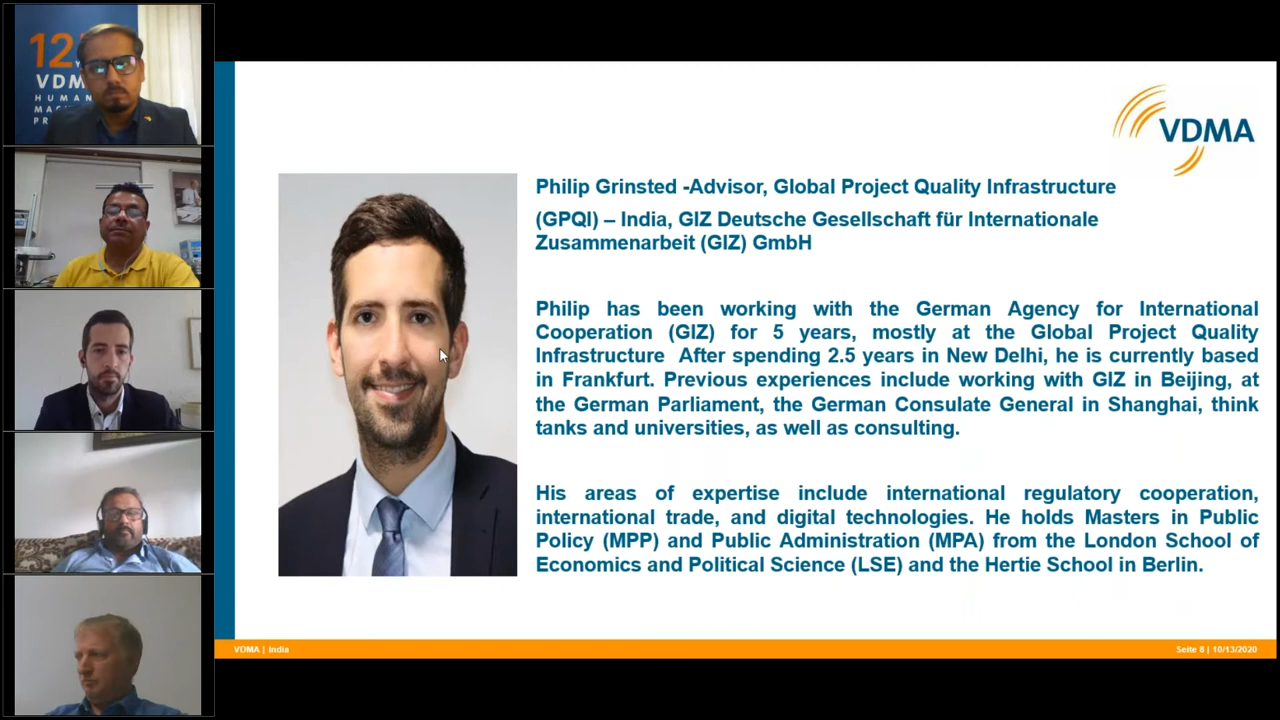 12
VDM
HUMAN
MAC
PR
VDMA
Philip Grinsted -Advisor, Global Project Quality Infrastructure
(GPQI) – India, GIZ Deutsche Gesellschaft für Internationale
Zusammenarbeit (GIZ) GmbH
Philip has been working with the German Agency for International
Cooperation (GIZ) for 5 years, mostly at the Global Project Quality
Infrastructure After spending 2.5 years in New Delhi, he is currently based
in Frankfurt. Previous experiences include working with GIZ in Beijing, at
the German Parliament, the German Consulate General in Shanghai, think
tanks and universities, as well as consulting.
His areas of expertise include international regulatory cooperation,
international trade, and digital technologies. He holds Masters in Public
Policy (MPP) and Public Administration (MPA) from the London School of
Economics and Political Science (LSE) and the Hertie School in Berlin.
VDMA | India
Seite 8 | 10/13/2020